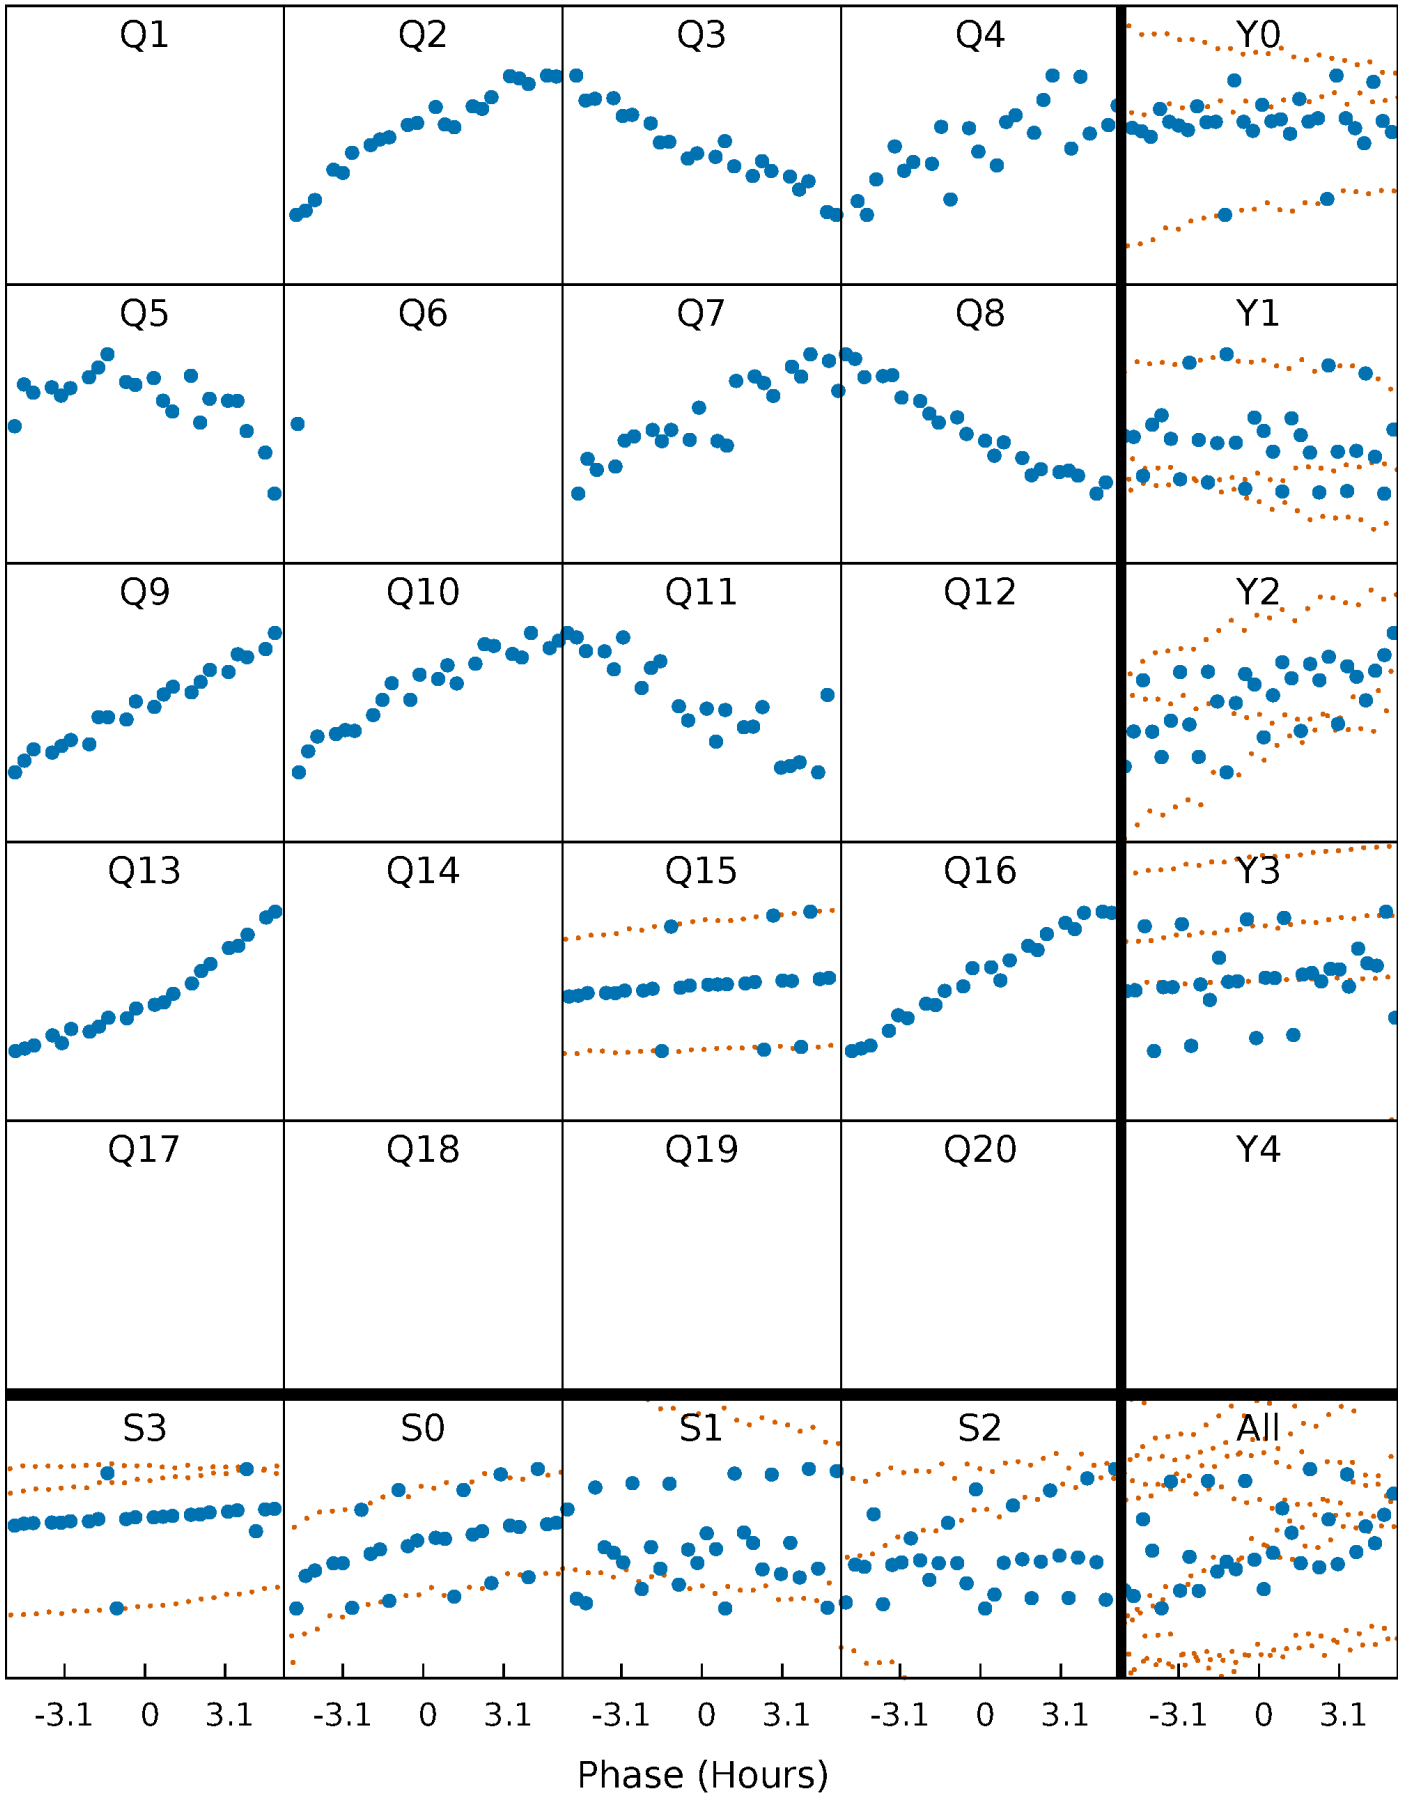 Q1 Q2 Q3 Q4 Y0
Q5 Q6 Q7 Q8 Y1
Q9 Q10 Q11 Q12 Y2
Q13 Q14 Q15 Q16 Y3
Q17 Q18 Q19 Q20 Y4
S3 S0 S1 S2 All
-3.1 0 3.1 -3.1 0 3.1 -3.1 0 3.1 -3.1 0 3.1 -3.1 0 3.1
Phase (Hours)